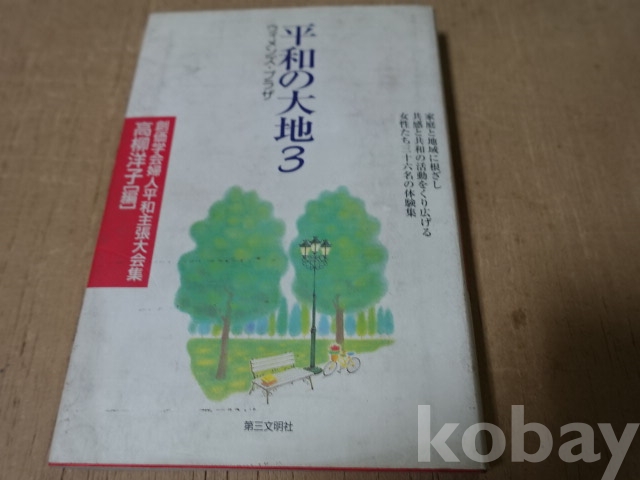 平和の大地3
ウィメンズ・プラザ
家庭と地域に根ざし
共感と共和の活動をくり広げる
女性たち三十六名の体験集
創価学会婦人平和主張大会集
高柳洋子[編]
第三文明社
kobay